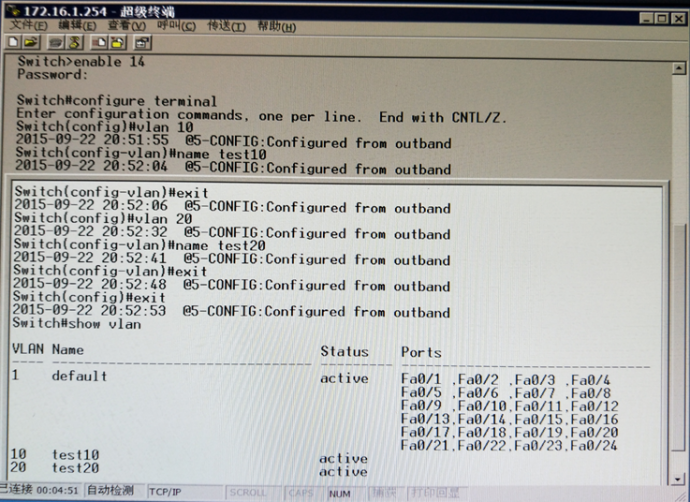 172.16.1.254 - 超级终端
文件(F) 编辑(E) 查看(V) 呼叫(C) 传送(T) 帮助(H)
Switch>enable 14
Password:
Switch#configure terminal
Enter configuration commands, one per line. End with CNTL/Z.
Switch(config)#vlan 10
2015-09-22 20:51:55 @5-CONFIG:Configured from outband
Switch(config-vlan)#name test10
2015-09-22 20:52:04 @5-CONFIG:Configured from outband
Switch(config-vlan)#exit
2015-09-22 20:52:06 @5-CONFIG:Configured from outband
Switch(config)#vlan 20
2015-09-22 20:52:32 @5-CONFIG:Configured from outband
Switch(config-vlan)#name test20
2015-09-22 20:52:41 @5-CONFIG:Configured from outband
Switch(config-vlan)#exit
2015-09-22 20:52:48 @5-CONFIG:Configured from outband
Switch(config)#exit
2015-09-22 20:52:53 @5-CONFIG:Configured from outband
Switch#show vlan
VLAN Name Status Ports
---- -------------------------------- --------- -------------------------------
1 default active Fa0/1 ,Fa0/2 ,Fa0/3 ,Fa0/4
Fa0/5 ,Fa0/6 ,Fa0/7 ,Fa0/8
Fa0/9 ,Fa0/10,Fa0/11,Fa0/12
Fa0/13,Fa0/14,Fa0/15,Fa0/16
Fa0/17,Fa0/18,Fa0/19,Fa0/20
Fa0/21,Fa0/22,Fa0/23,Fa0/24
10 test10 active
20 test20 active
已连接 00:04:51 自动检测 TCP/IP SCROLL CAPS NUM 捕获 打印回显